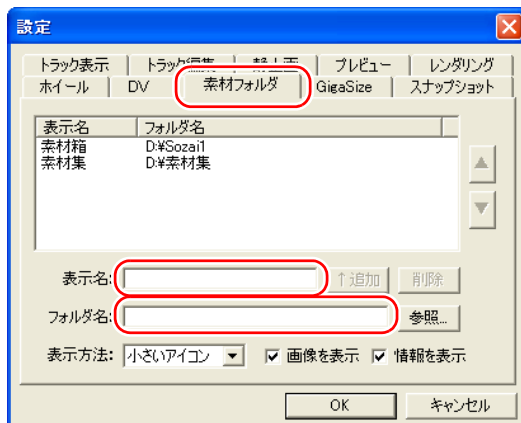 設定
トラック表示 トラック編集 静止画 プレビュー レンダリング
ホイール DV 素材フォルダ GigaSize スナップショット
表示名 フォルダ名
素材箱 D:¥Sozai1
素材集 D:¥素材集
表示名: ↑追加 削除
フォルダ名: 参照...
表示方法: 小さいアイコン 画像を表示 情報を表示
OK キャンセル